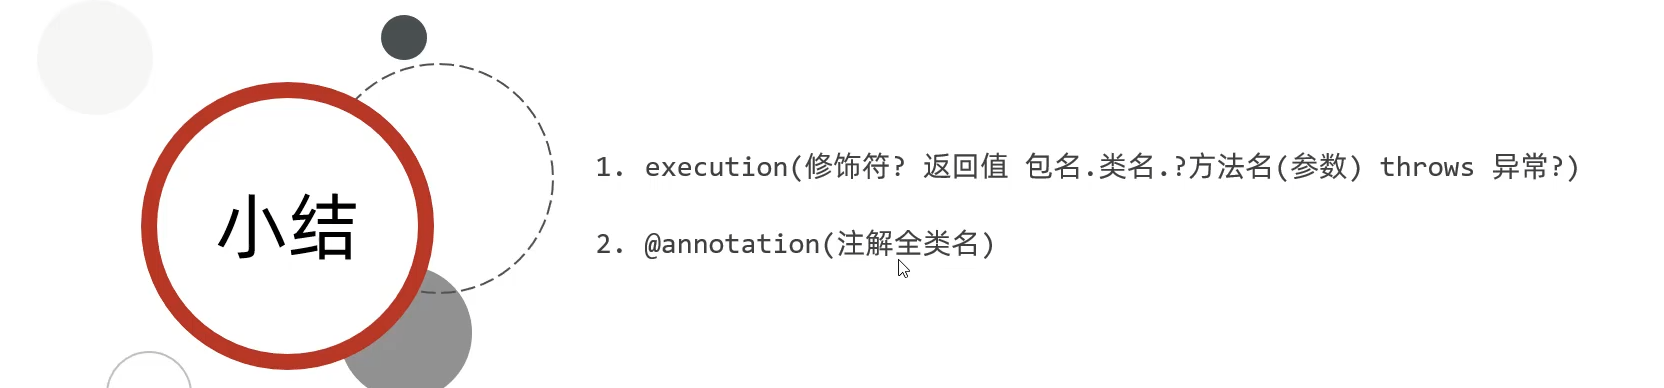 小结
1. execution(修饰符? 返回值 包名.类名.?方法名(参数) throws 异常?)
2. @annotation(注解全类名)